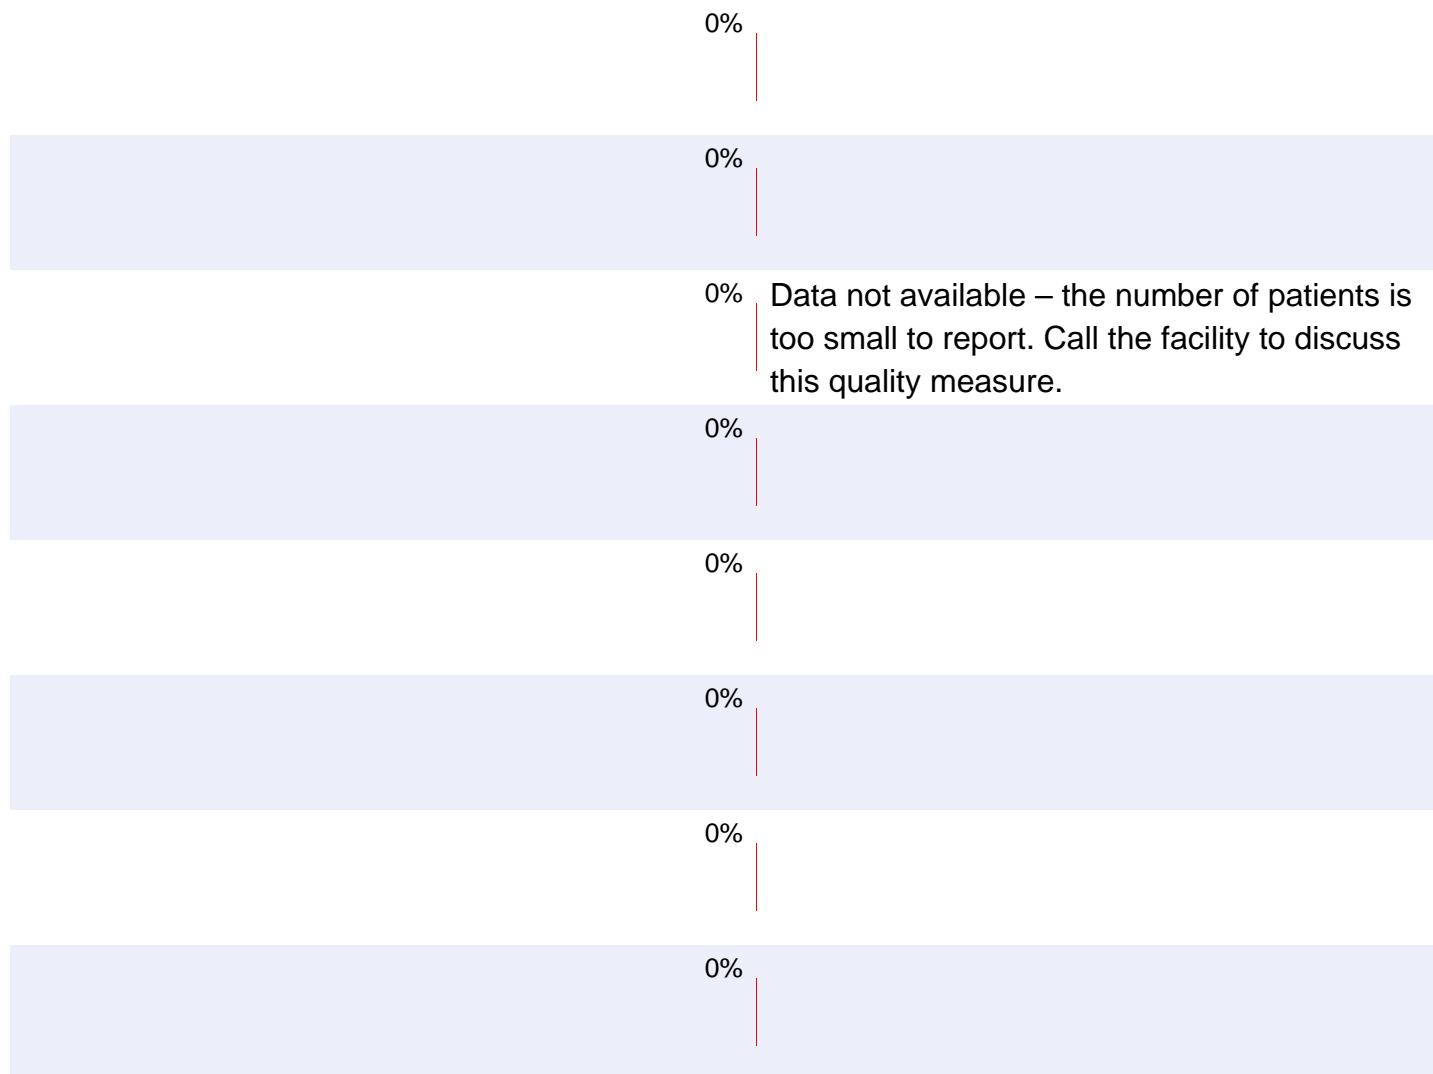 0%
0%
0%
Data not available – the number of patients is
too small to report. Call the facility to discuss
this quality measure.
0%
0%
0%
0%
0%